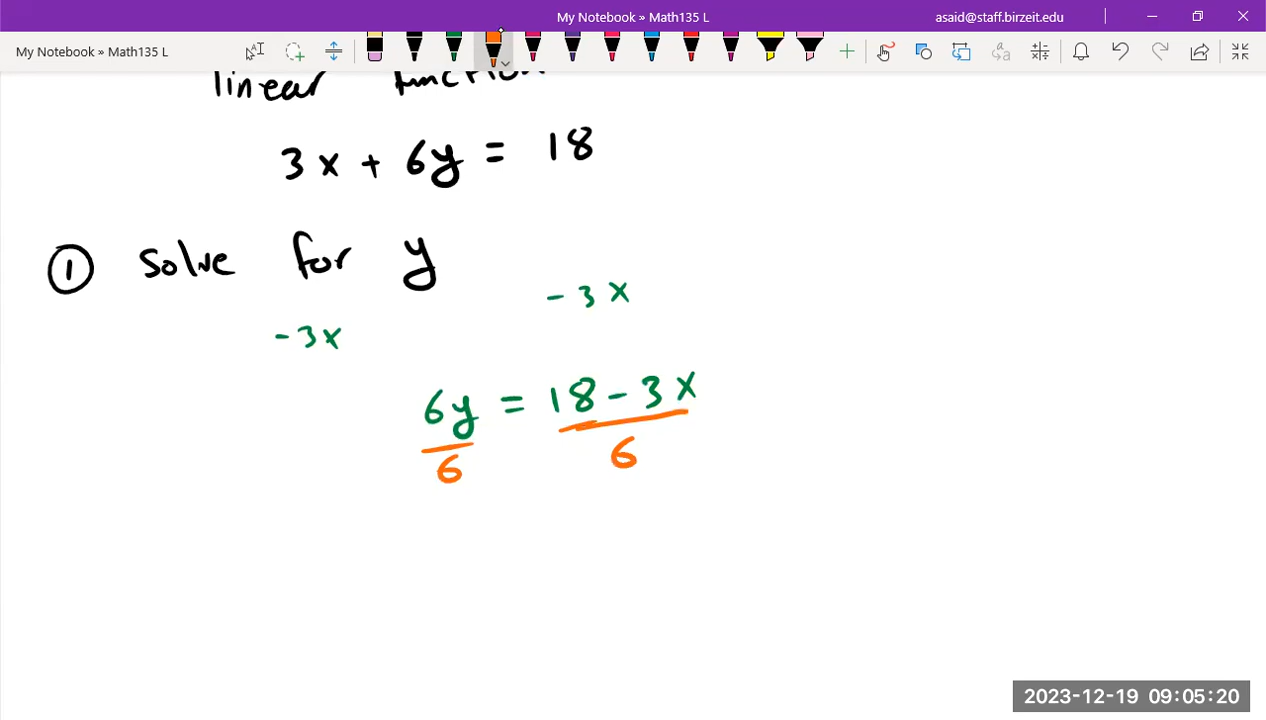 My Notebook » Math135 L
asaid@staff.birzeit.edu
My Notebook » Math135 L
linear function
3x + 6y = 18
① Solve for y
- 3x
- 3x
6y = 18 - 3x
6 6
2023-12-19 09:05:20